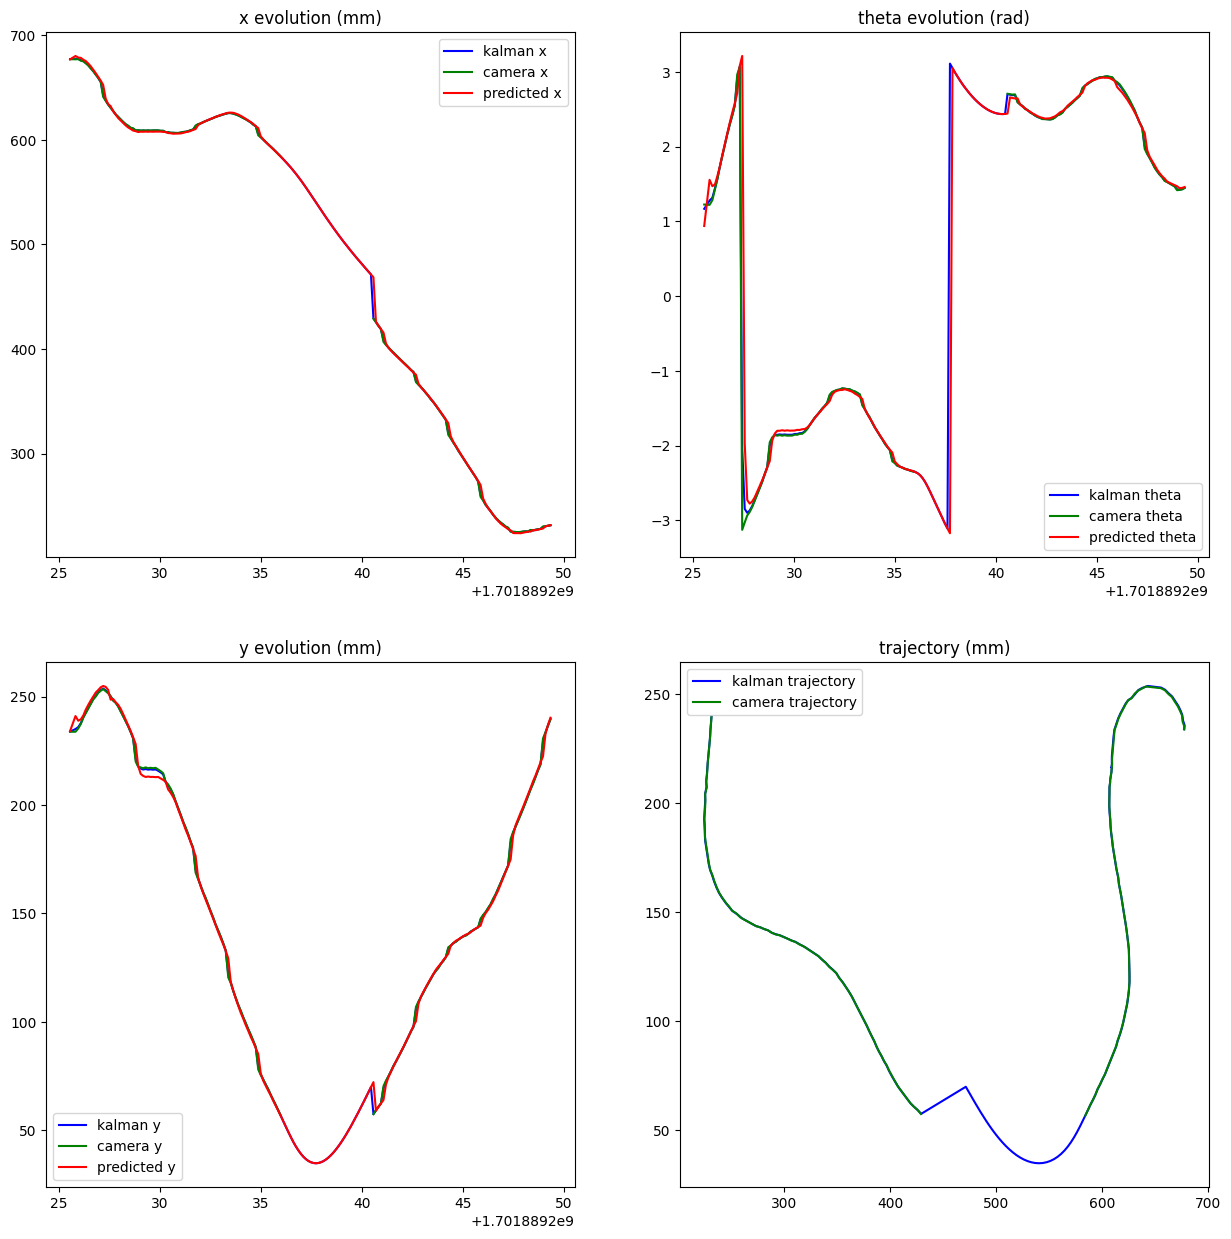 x evolution (mm)
700
600
500
400
300
25
30
35
40
45
50
+1.7018892e9
kalman x
camera x
predicted x
theta evolution (rad)
3
2
1
0
−1
−2
−3
25
30
35
40
45
50
+1.7018892e9
kalman theta
camera theta
predicted theta
y evolution (mm)
250
200
150
100
50
25
30
35
40
45
50
+1.7018892e9
kalman y
camera y
predicted y
trajectory (mm)
250
200
150
100
50
300
400
500
600
700
kalman trajectory
camera trajectory